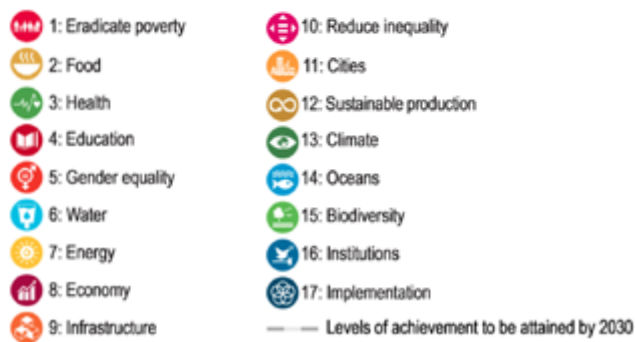 1: Eradicate poverty
2: Food
3: Health
4: Education
5: Gender equality
6: Water
7: Energy
8: Economy
9: Infrastructure
10: Reduce inequality
11: Cities
12: Sustainable production
13: Climate
14: Oceans
15: Biodiversity
16: Institutions
17: Implementation
Levels of achievement to be attained by 2030